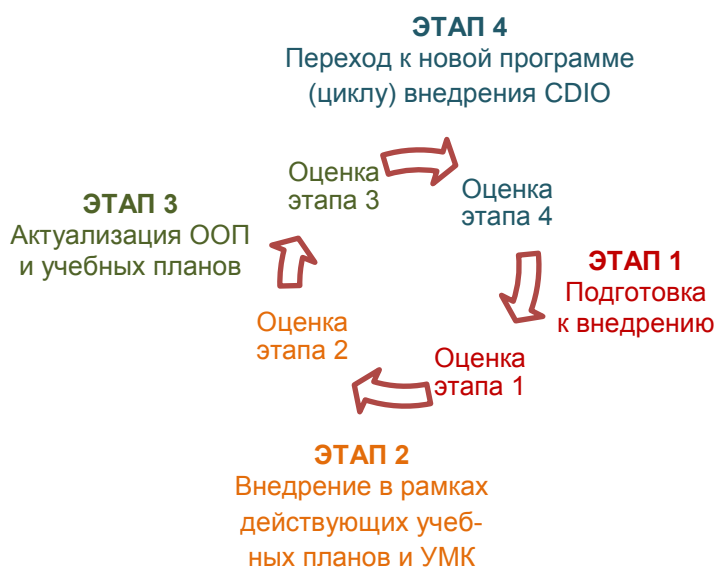 ЭТАП 4
Переход к новой программе
(циклу) внедрения CDIO
Оценка
этапа 3
Оценка
этапа 4
ЭТАП 3
Актуализация ООП
и учебных планов
ЭТАП 1
Подготовка
к внедрению
Оценка
этапа 2
Оценка
этапа 1
ЭТАП 2
Внедрение в рамках
действующих учеб-
ных планов и УМК